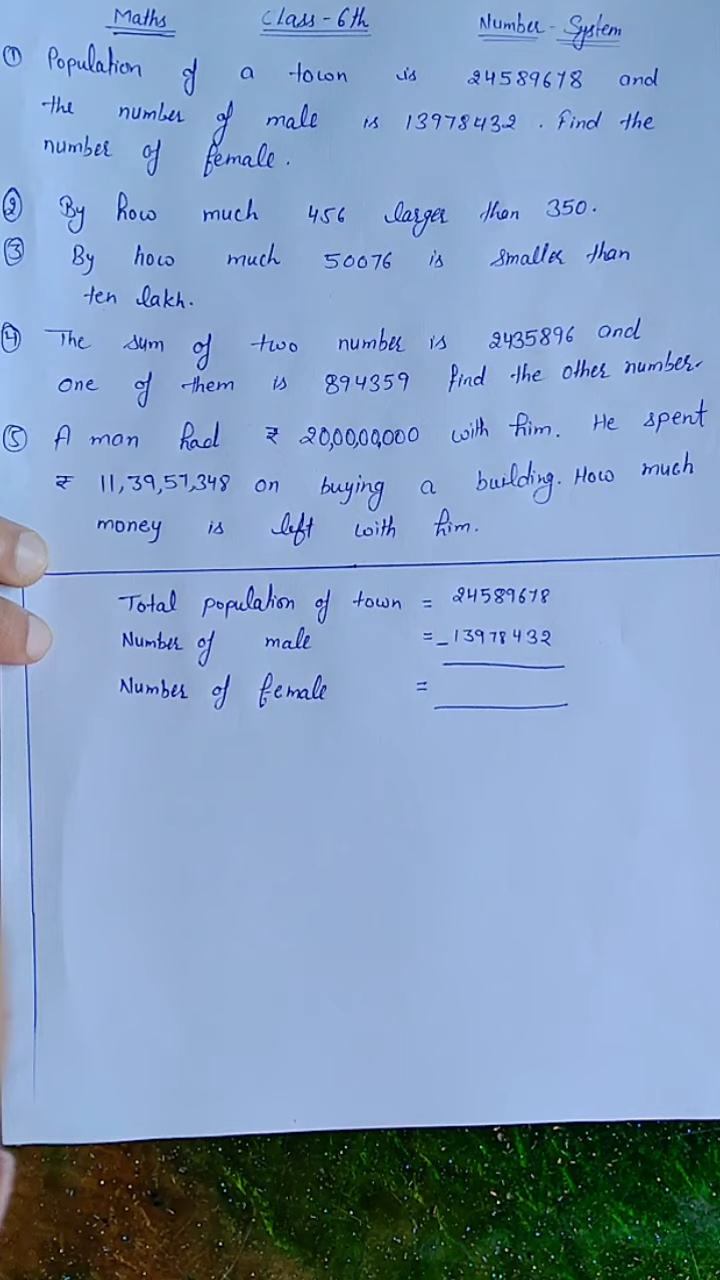 Maths Class-6th Number-System
① Population of a town is 24589678 and
the number of male is 13978432. Find the
number of female.
② By how much 456 larger than 350.
③ By how much 50076 is smaller than
ten lakh.
④ The sum of two number is 2435896 and
one of them is 894359 find the other number.
⑤ A man had ₹ 20,00,00,000 with him. He spent
₹ 11,39,57,348 on buying a building. How much
money is left with him.
Total population of town = 24589678
Number of male = -13978432
Number of female =